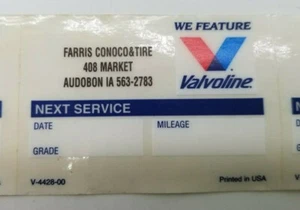 WE FEATURE
FARRIS CONOCO&TIRE
408 MARKET
AUDOBON IA 563-2783
Valvoline
NEXT SERVICE
DATE MILEAGE
GRADE
V-4428-00 Printed in USA